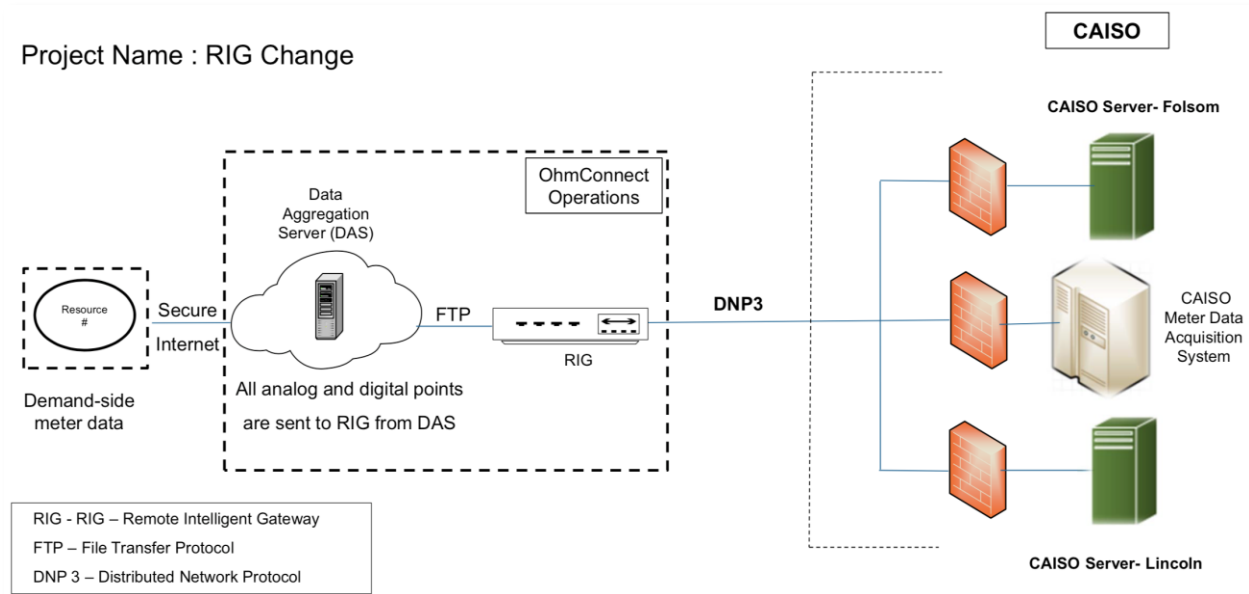 CAISO
Project Name : RIG Change
CAISO Server- Folsom
OhmConnect
Operations
Data
Aggregation
Server (DAS)
Resource
#
Secure
Internet
FTP
RIG
DNP3
CAISO
Meter Data
Acquisition
System
All analog and digital points
are sent to RIG from DAS
Demand-side
meter data
RIG - RIG – Remote Intelligent Gateway
FTP – File Transfer Protocol
DNP 3 – Distributed Network Protocol
CAISO Server- Lincoln